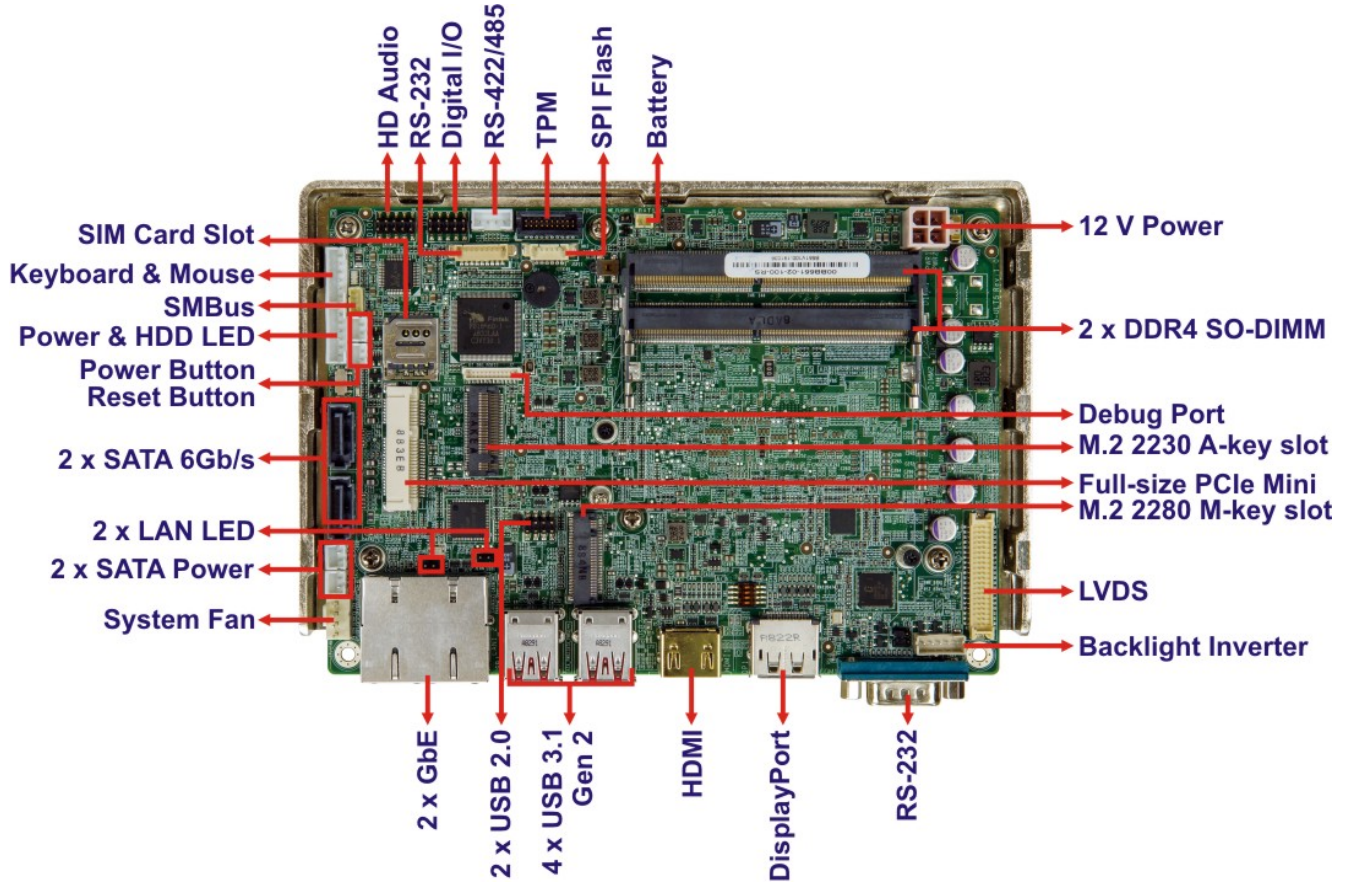 HD Audio
RS-232
Digital I/O
RS-422/485
TPM
SPI Flash
Battery
SIM Card Slot
Keyboard & Mouse
SMBus
Power & HDD LED
Power Button
Reset Button
2 x SATA 6Gb/s
2 x LAN LED
2 x SATA Power
System Fan
12 V Power
2 x DDR4 SO-DIMM
Debug Port
M.2 2230 A-key slot
Full-size PCIe Mini
M.2 2280 M-key slot
LVDS
Backlight Inverter
2 x GbE
2 x USB 2.0
4 x USB 3.1
Gen 2
HDMI
DisplayPort
RS-232